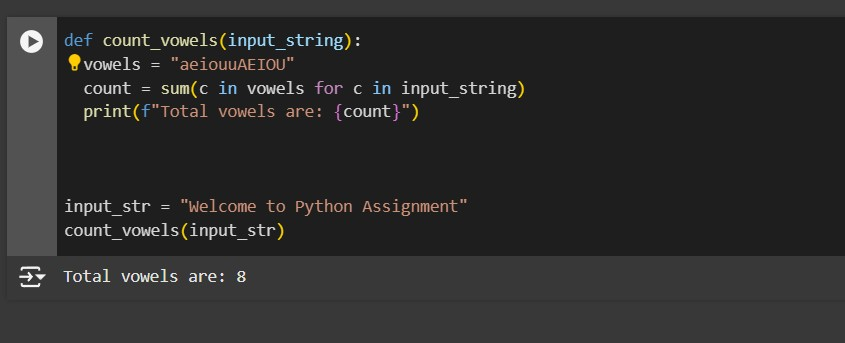 def count_vowels(input_string):
vowels = "aeiouuAEIOU"
count = sum(c in vowels for c in input_string)
print(f"Total vowels are: {count}")
input_str = "Welcome to Python Assignment"
count_vowels(input_str)
Total vowels are: 8